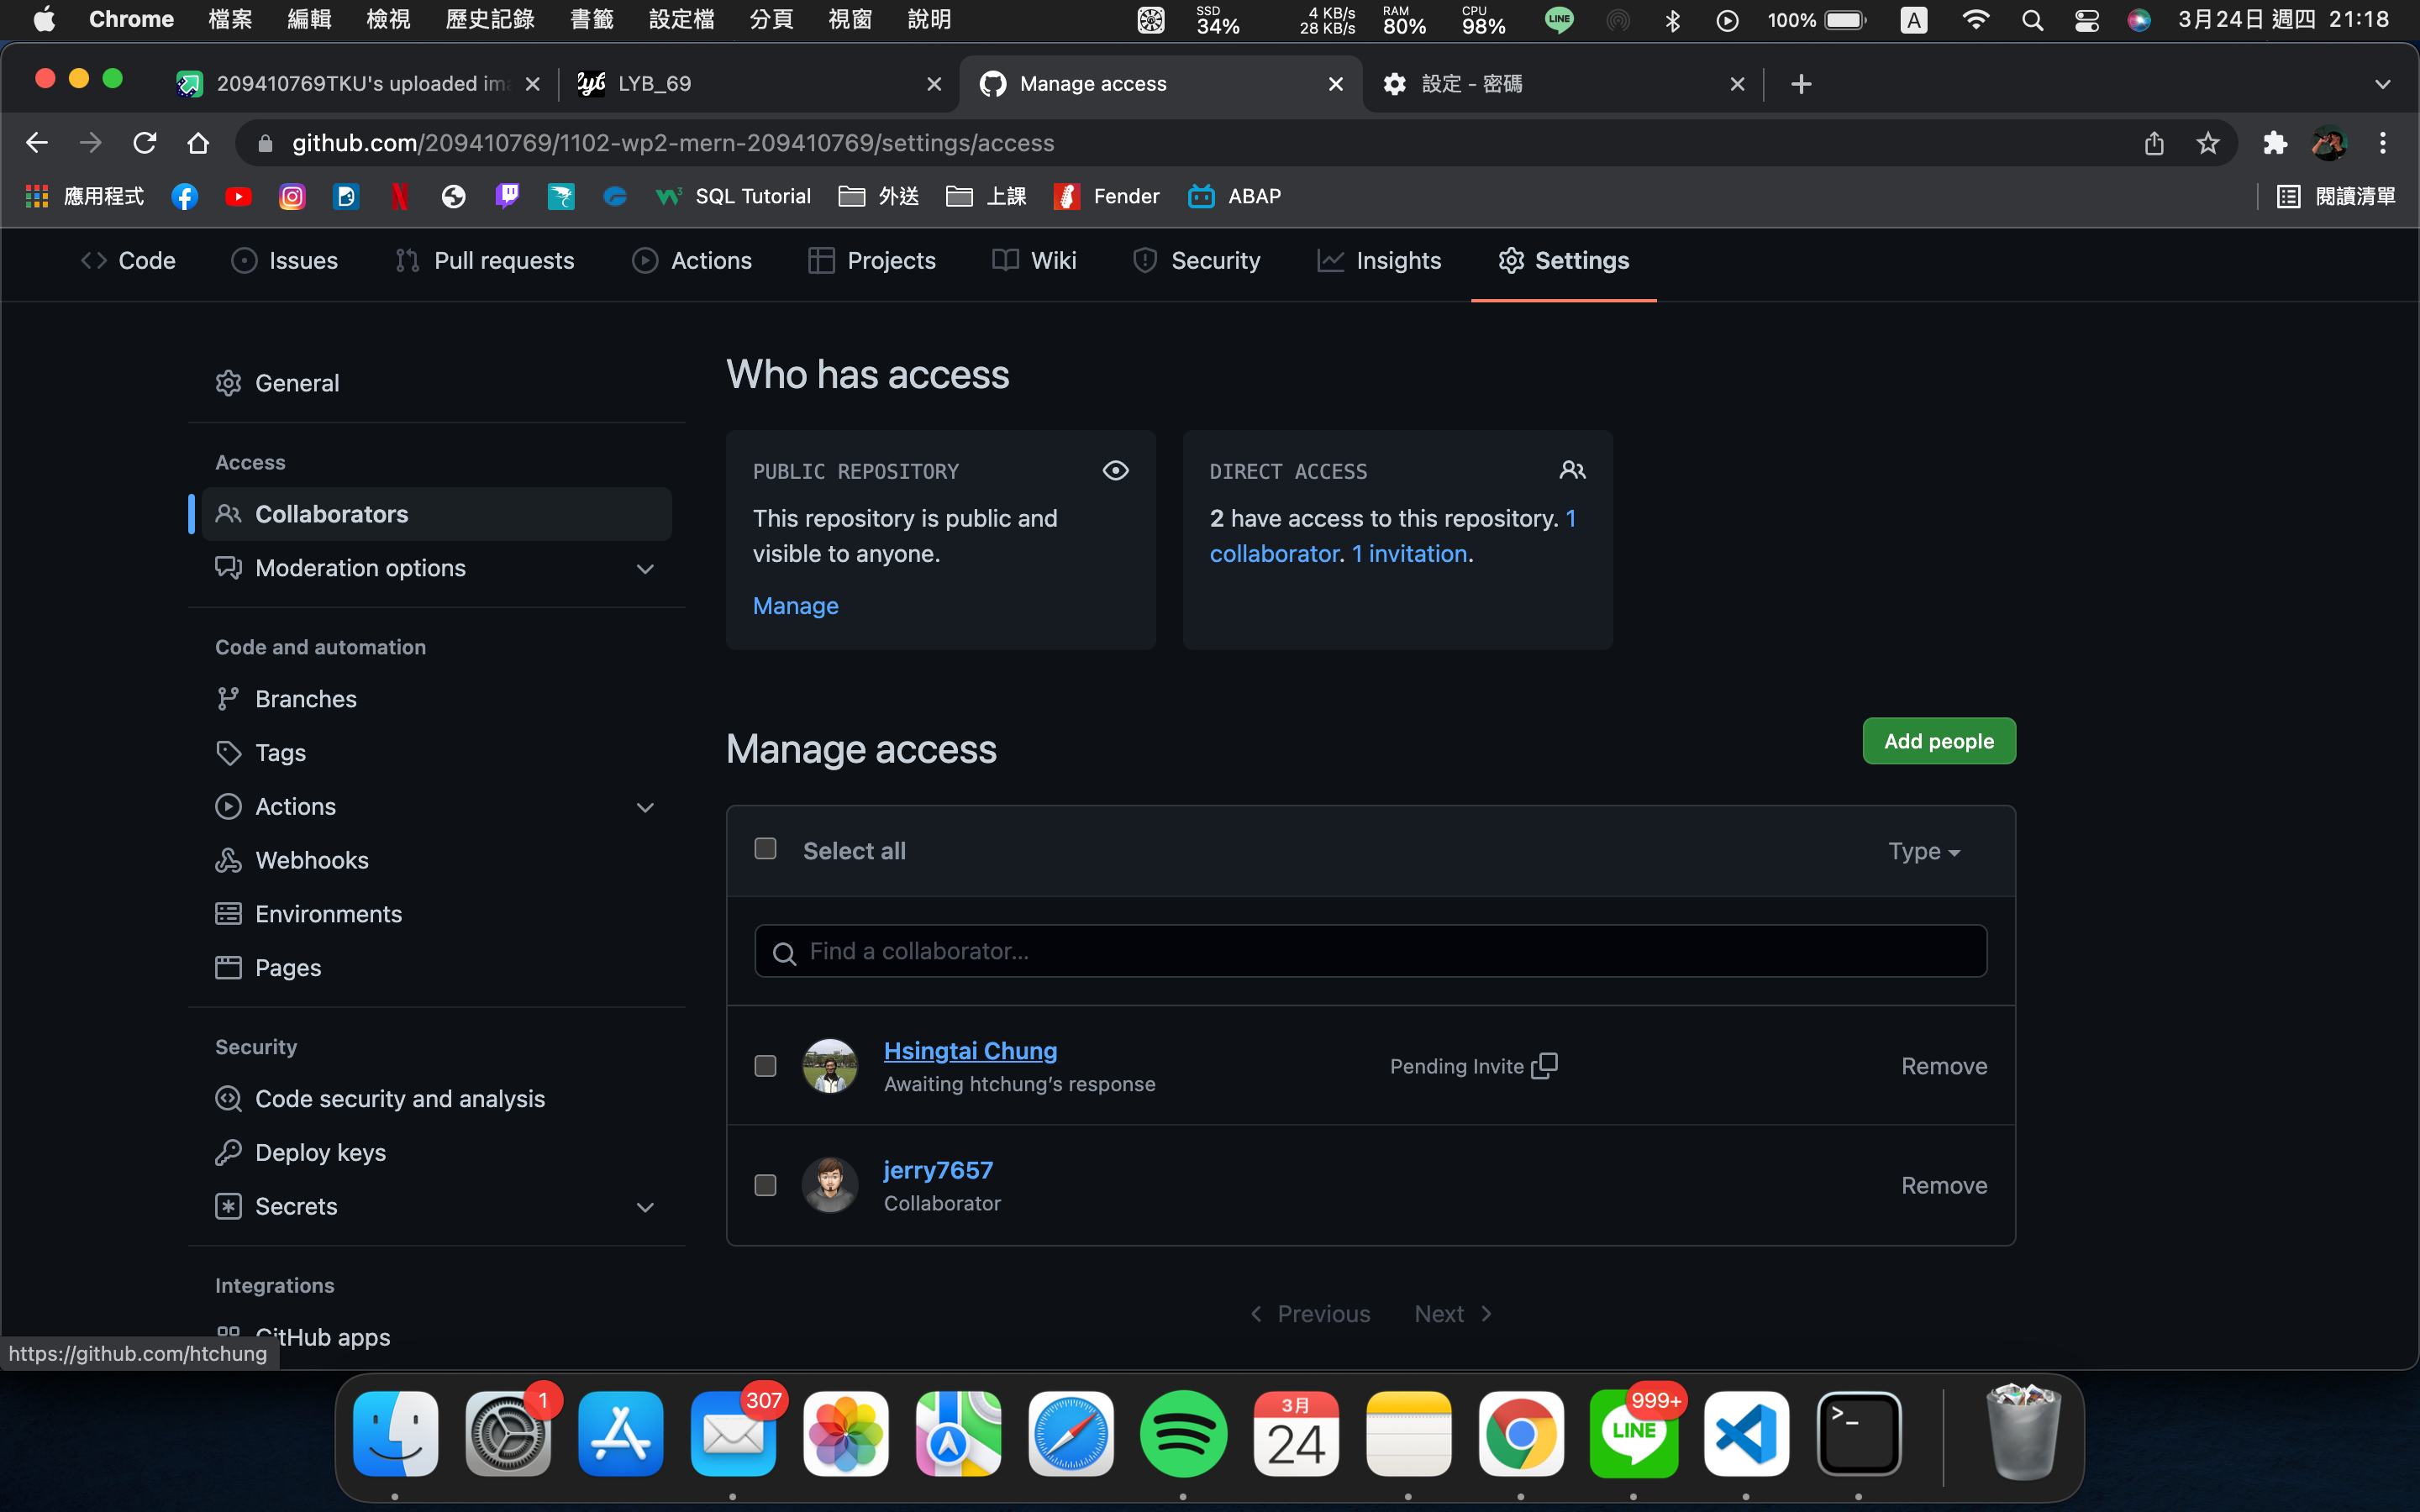 Chrome 檔案 編輯 檢視 歷史記錄 書籤 設定檔 分頁 視窗 說明 SSD 34% 4 KB/s 28 KB/s RAM 80% CPU 98% LINE 100% A 3月24日 週四 21:18
209410769TKU's uploaded ima lyb LYB_69 Manage access 設定 - 密碼
github.com/209410769/1102-wp2-mern-209410769/settings/access
應用程式 SQL Tutorial 外送 上課 Fender ABAP 閱讀清單
Code Issues Pull requests Actions Projects Wiki Security Insights Settings
General
Access
Collaborators
Moderation options
Code and automation
Branches
Tags
Actions
Webhooks
Environments
Pages
Security
Code security and analysis
Deploy keys
Secrets
Integrations
GitHub apps
https://github.com/htchung
Who has access
PUBLIC REPOSITORY
This repository is public and
visible to anyone.
Manage
DIRECT ACCESS
2 have access to this repository. 1
collaborator. 1 invitation.
Manage access
Add people
Select all Type
Find a collaborator...
Hsingtai Chung
Awaiting htchung’s response
Pending Invite
Remove
jerry7657
Collaborator
Remove
Previous Next
1 307 3月 24 LINE 999+ >_